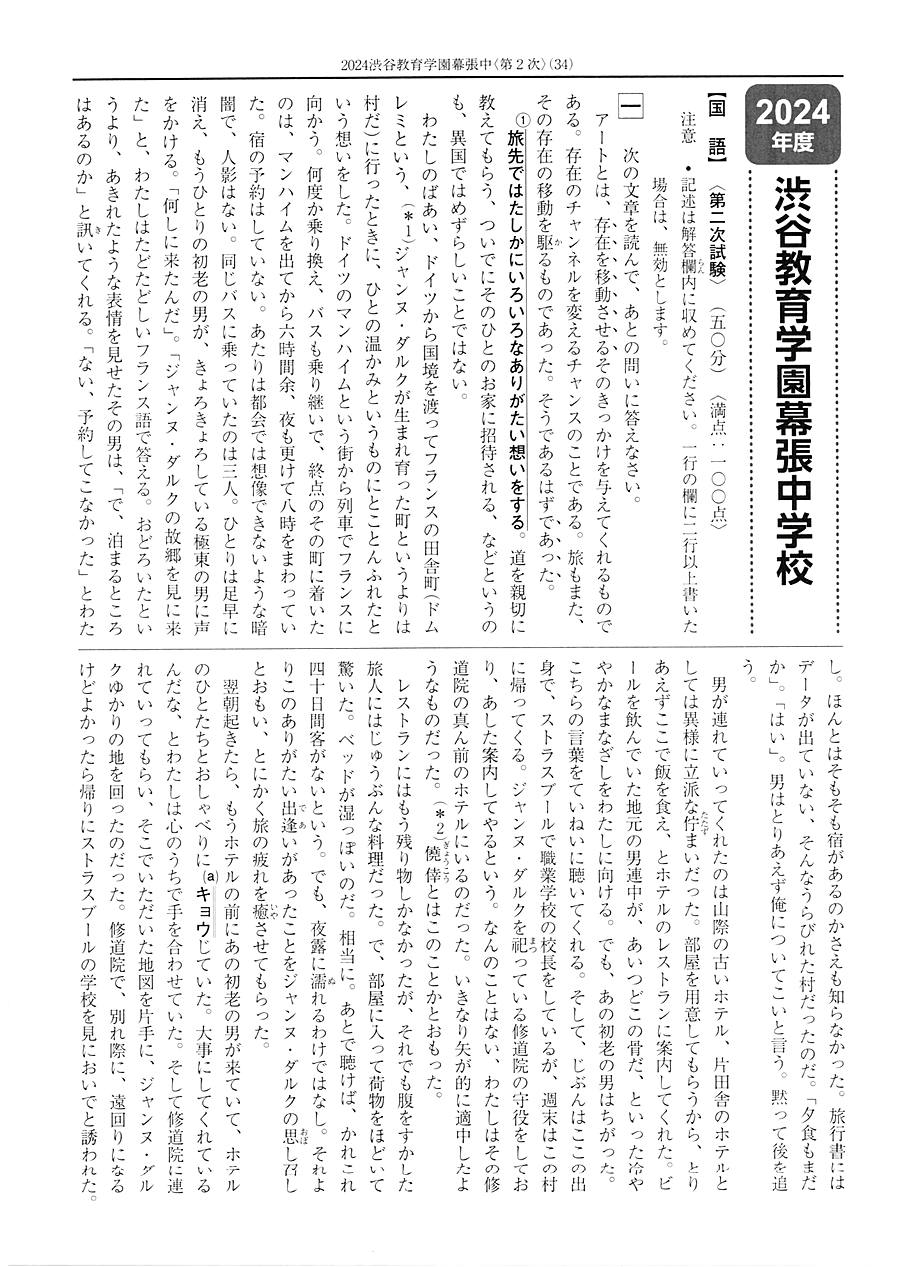 2024渋谷教育学園幕張中〈第2次〉(34)
2024年度
渋谷教育学園幕張中学校
【国　語】〈第二次試験〉（五〇分）〈満点：一〇〇点〉
注意　・記述は解答欄内に収めてください。一行の欄に二行以上書いた
場合は、無効とします。
一　次の文章を読んで、あとの問いに答えなさい。
アートとは、存在を移動させるそのきっかけを与えてくれるもので
ある。存在のチャンネルを変えるチャンスのことである。旅もまた、
その存在の移動を駆るものであった。そうであるはずであった。
①旅先ではたしかにいろいろなありがたい想いをする。道を親切に
教えてもらう、ついでにそのひとのお家に招待される、などというの
も、異国ではめずらしいことではない。
わたしのばあい、ドイツから国境を渡ってフランスの田舎町（ドム
レミという、（＊1）ジャンヌ・ダルクが生まれ育った町というよりは
村だ）に行ったときに、ひとの温かみというものにとことんふれたと
いう想いをした。ドイツのマンハイムという街から列車でフランスに
向かう。何度か乗り換え、バスも乗り継いで、終点のその町に着いた
のは、マンハイムを出てから六時間余、夜も更けて八時をまわってい
た。宿の予約はしていない。あたりは都会では想像できないような暗
闇で、人影はない。同じバスに乗っていたのは三人。ひとりは足早に
消え、もうひとりの初老の男が、きょろきょろしている極東の男に声
をかける。「何しに来たんだ」。「ジャンヌ・ダルクの故郷を見に来
た」と、わたしはたどたどしいフランス語で答える。おどろいたとい
うより、あきれたような表情を見せたその男は、「で、泊まるところ
はあるのか」と訊いてくれる。「ない、予約してこなかった」とわた
し。ほんとはそもそも宿があるのかさえも知らなかった。旅行書には
データが出ていない、そんなうらびれた村だったのだ。「夕食もまだ
か」。「はい」。男はとりあえず俺についてこいと言う。黙って後を追
う。
男が連れていってくれたのは山際の古いホテル、片田舎のホテルと
しては異様に立派な佇まいだった。部屋を用意してもらうから、とり
あえずここで飯を食え、とホテルのレストランに案内してくれた。ビ
ールを飲んでいた地元の男連中が、あいつどこの骨だ、といった冷や
やかなまなざしをわたしに向ける。でも、あの初老の男はちがった。
こちらの言葉をていねいに聴いてくれる。そして、じぶんはここの出
身で、ストラスブールで職業学校の校長をしているが、週末はこの村
に帰ってくる。ジャンヌ・ダルクを祀っている修道院の守役をしてお
り、あした案内してやるという。なんのことはない、わたしはその修
道院の真ん前のホテルにいるのだった。いきなり矢が的に適中したよ
うなものだった。（＊2）僥倖とはこのことかとおもった。
レストランにはもう残り物しかなかったが、それでも腹をすかした
旅人にはじゅうぶんな料理だった。で、部屋に入って荷物をほどいて
驚いた。ベッドが湿っぽいのだ。相当に。あとで聴けば、かれこれ
四十日間客がないという。でも、夜露に濡れるわけではなし。それよ
りこのありがたい出逢いがあったことをジャンヌ・ダルクの思し召し
とおもい、とにかく旅の疲れを癒させてもらった。
翌朝起きたら、もうホテルの前にあの初老の男が来ていて、ホテル
のひとたちとおしゃべりに(a)キョウじていた。大事にしてくれている
んだな、とわたしは心のうちで手を合わせていた。そして修道院に連
れていってもらい、そこでいただいた地図を片手に、ジャンヌ・ダル
クゆかりの地を回ったのだった。修道院で、別れ際に、遠回りになる
けどよかったら帰りにストラスブールの学校を見においでと誘われた。